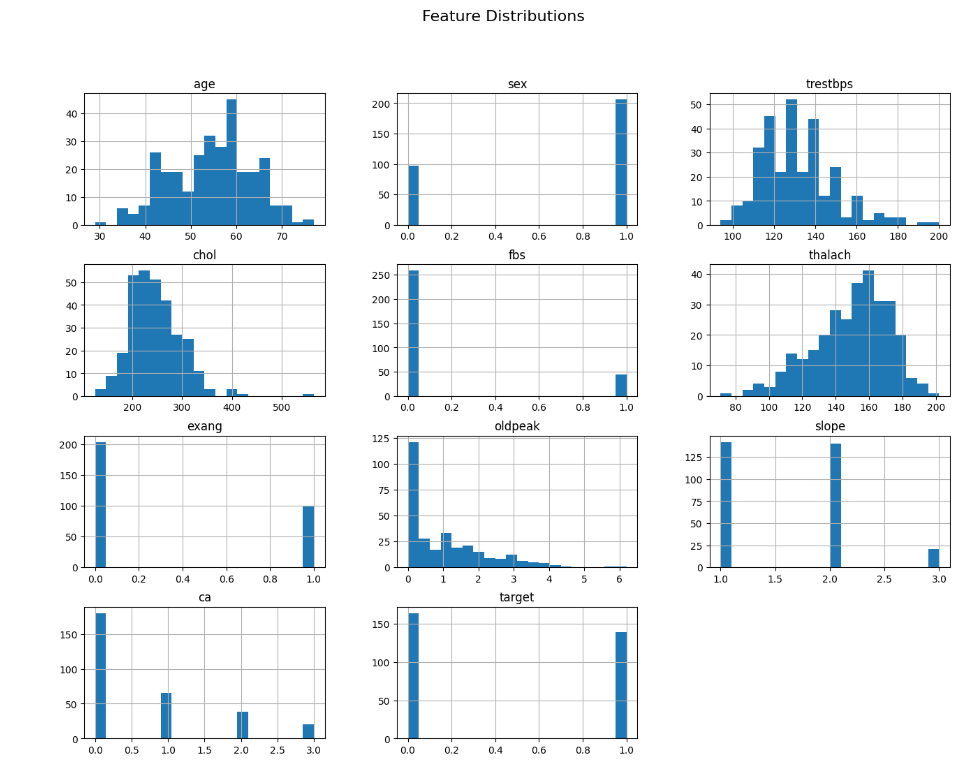 Feature Distributions
age
40
30
20
10
0
30 40 50 60 70
sex
200
150
100
50
0
0.0 0.2 0.4 0.6 0.8 1.0
trestbps
50
40
30
20
10
0
100 120 140 160 180 200
chol
50
40
30
20
10
0
200 300 400 500
fbs
250
200
150
100
50
0
0.0 0.2 0.4 0.6 0.8 1.0
thalach
40
30
20
10
0
80 100 120 140 160 180 200
exang
200
150
100
50
0
0.0 0.2 0.4 0.6 0.8 1.0
oldpeak
125
100
75
50
25
0
0 1 2 3 4 5 6
slope
125
100
75
50
25
0
1.0 1.5 2.0 2.5 3.0
ca
150
100
50
0
0.0 0.5 1.0 1.5 2.0 2.5 3.0
target
150
100
50
0
0.0 0.2 0.4 0.6 0.8 1.0